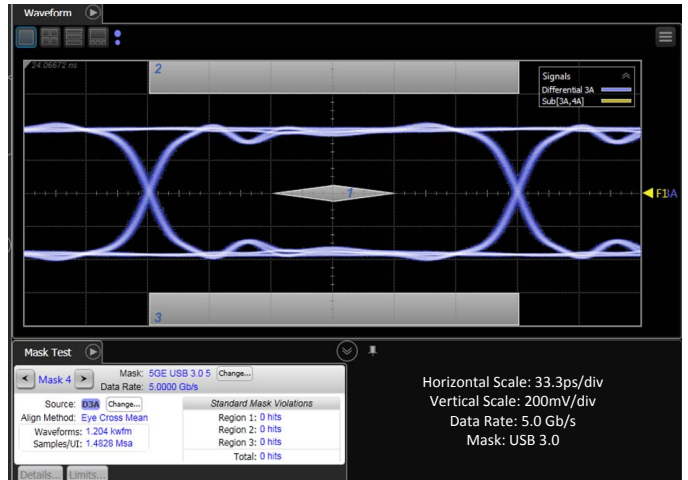 Waveform
24.06672 ns
2
Signals
Differential 3A
Sub[3A,4A]
1
F1
3A
3
Mask Test
Mask 4
Mask: 5GE USB 3.0 5 Change...
Data Rate: 5.0000 Gb/s
Source: D3A Change...
Align Method: Eye Cross Mean
Waveforms: 1.204 kwfm
Samples/UI: 1.4828 Msa
Standard Mask Violations
Region 1: 0 hits
Region 2: 0 hits
Region 3: 0 hits
Total: 0 hits
Details... Limits...
Horizontal Scale: 33.3ps/div
Vertical Scale: 200mV/div
Data Rate: 5.0 Gb/s
Mask: USB 3.0